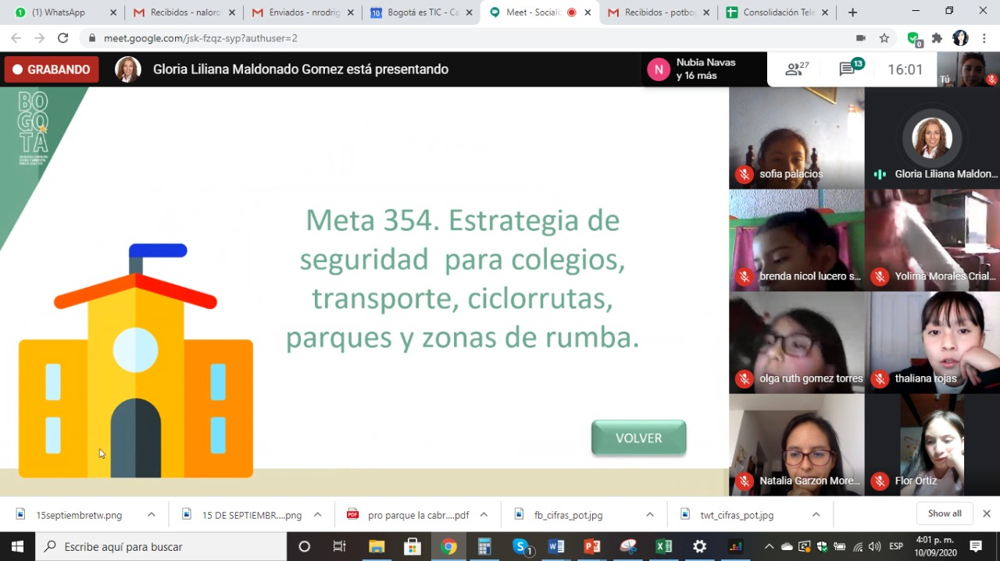 (1) WhatsApp
Recibidos - nalorol
Enviados - nrodrig
Bogotá es TIC - Ca
Meet - Sociali
Recibidos - potbog
Consolidación Tele
meet.google.com/jsk-fzqz-syp?authuser=2
0
GRABANDO
Gloria Liliana Maldonado Gomez está presentando
N
Nubia Navas
y 16 más
27
13
16:01
Tú
BO
GO
TA
Meta 354. Estrategia de
seguridad para colegios,
transporte, ciclorrutas,
parques y zonas de rumba.
VOLVER
sofia palacios
Gloria Liliana Maldon...
brenda nicol lucero s...
Yolima Morales Crial...
olga ruth gomez torres
thaliana rojas
Natalia Garzon More...
Flor Ortiz
15septiembretw.png
15 DE SEPTIEMBR....png
PDF
pro parque la cabr....pdf
fb_cifras_pot.jpg
twt_cifras_pot.jpg
Show all
Escribe aquí para buscar
1
ESP
4:01 p. m.
10/09/2020